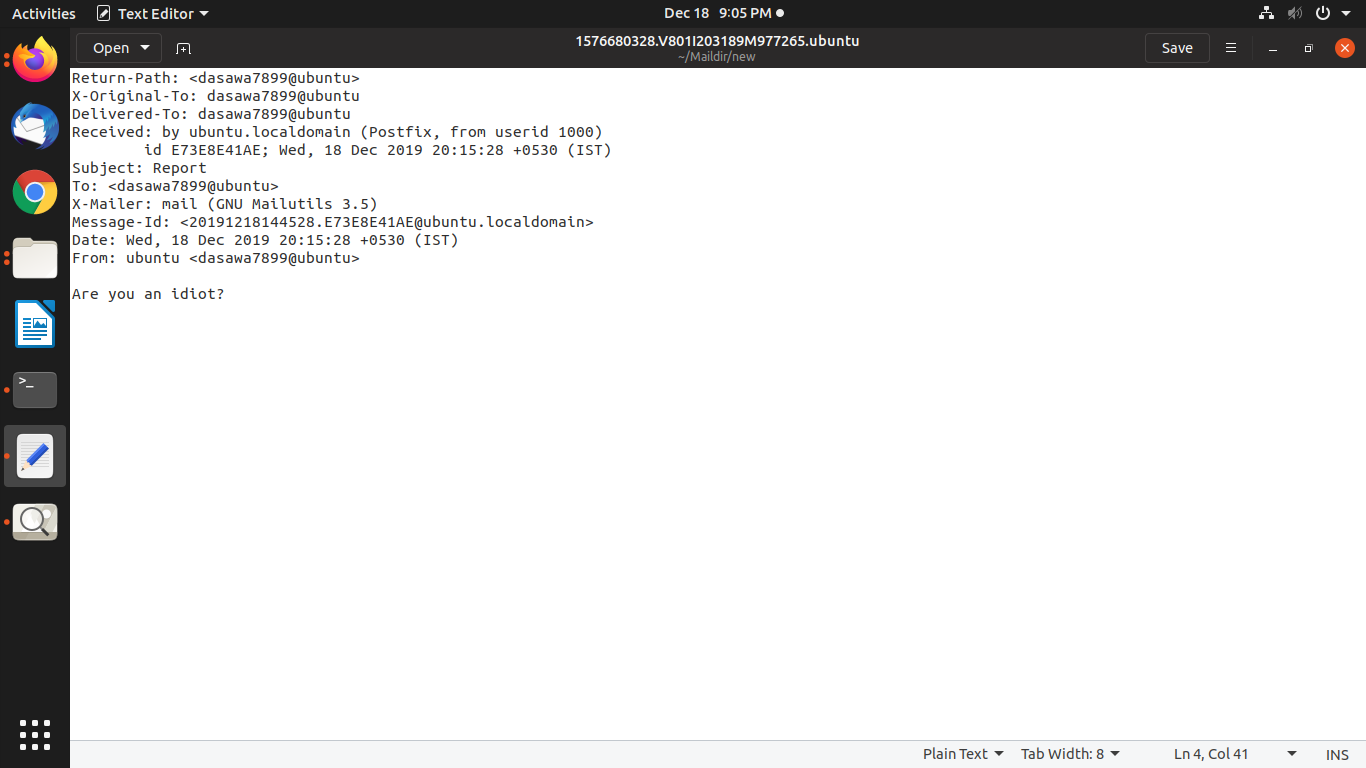 Activities Text Editor Dec 18 9:05 PM
Open 1576680328.V801I203189M977265.ubuntu Save
~/Maildir/new
Return-Path: <dasawa7899@ubuntu>
X-Original-To: dasawa7899@ubuntu
Delivered-To: dasawa7899@ubuntu
Received: by ubuntu.localdomain (Postfix, from userid 1000)
        id E73E8E41AE; Wed, 18 Dec 2019 20:15:28 +0530 (IST)
Subject: Report
To: <dasawa7899@ubuntu>
X-Mailer: mail (GNU Mailutils 3.5)
Message-Id: <20191218144528.E73E8E41AE@ubuntu.localdomain>
Date: Wed, 18 Dec 2019 20:15:28 +0530 (IST)
From: ubuntu <dasawa7899@ubuntu>

Are you an idiot?
>_
Plain Text Tab Width: 8 Ln 4, Col 41 INS